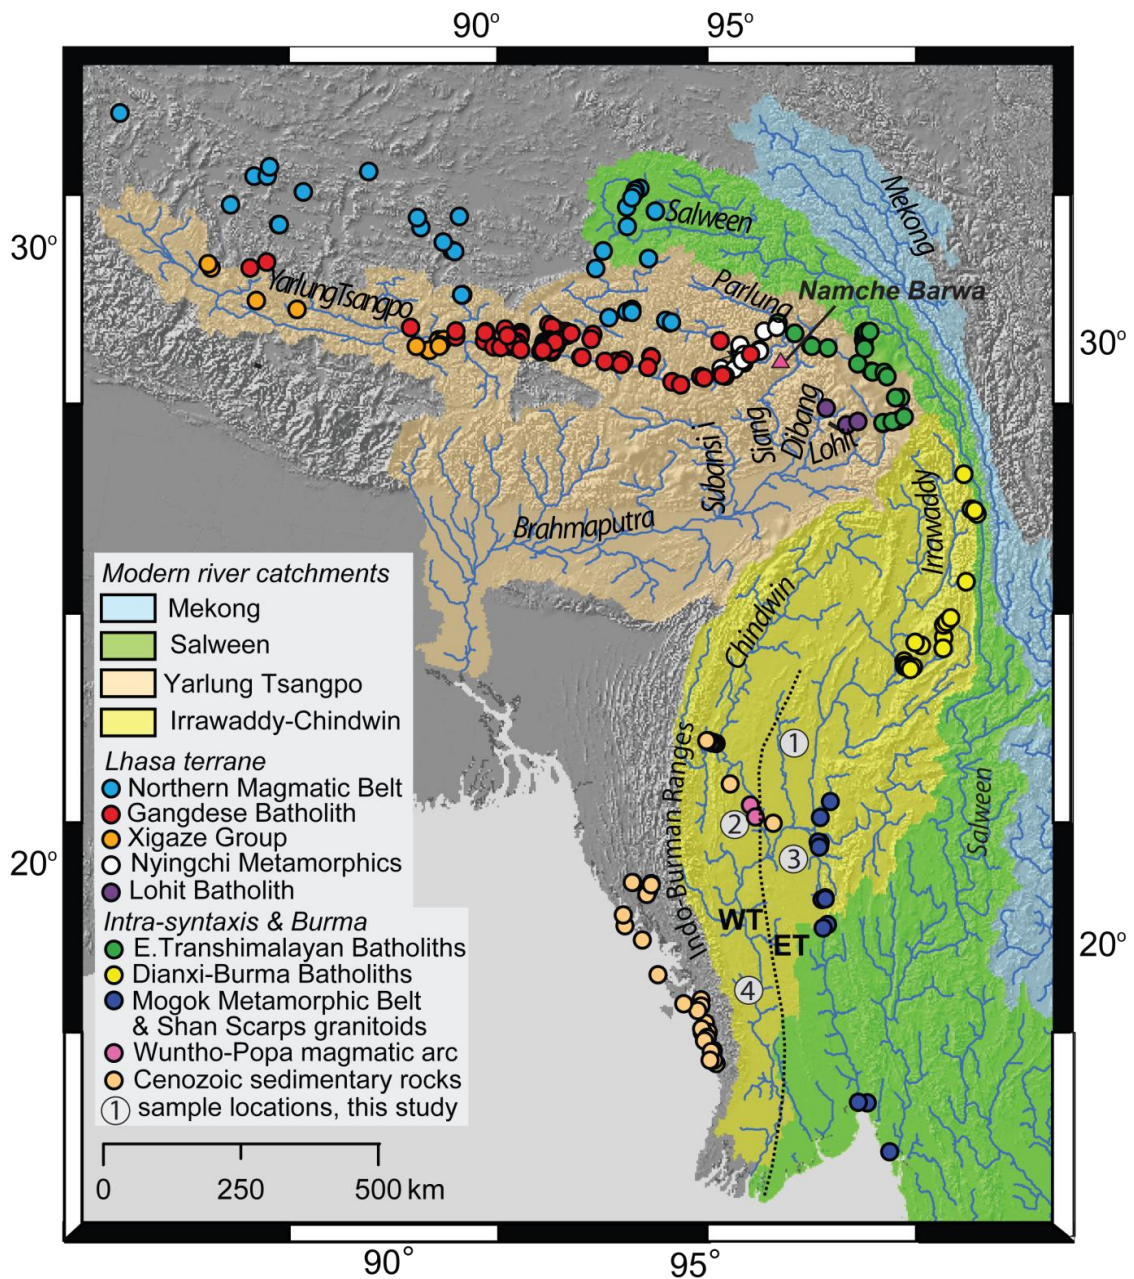 90° 95°
Mekong
Salween
30°
Parlung
Namche Barwa
YarlungTsangpo
30°
Siang
Dibang
Lohit
Subansi i
Irrawaddy
Brahmaputra
Modern river catchments
Mekong
Salween
Yarlung Tsangpo
Irrawaddy-Chindwin
Chindwin
Lhasa terrane
Northern Magmatic Belt
Gangdese Batholith
Xigaze Group
Nyingchi Metamorphics
Lohit Batholith
Indo-Burman Ranges
1
2
3
Salween
20°
WT
ET
20°
4
Intra-syntaxis & Burma
E.Transhimalayan Batholiths
Dianxi-Burma Batholiths
Mogok Metamorphic Belt
& Shan Scarps granitoids
Wuntho-Popa magmatic arc
Cenozoic sedimentary rocks
1 sample locations, this study
0 250 500 km
90° 95°